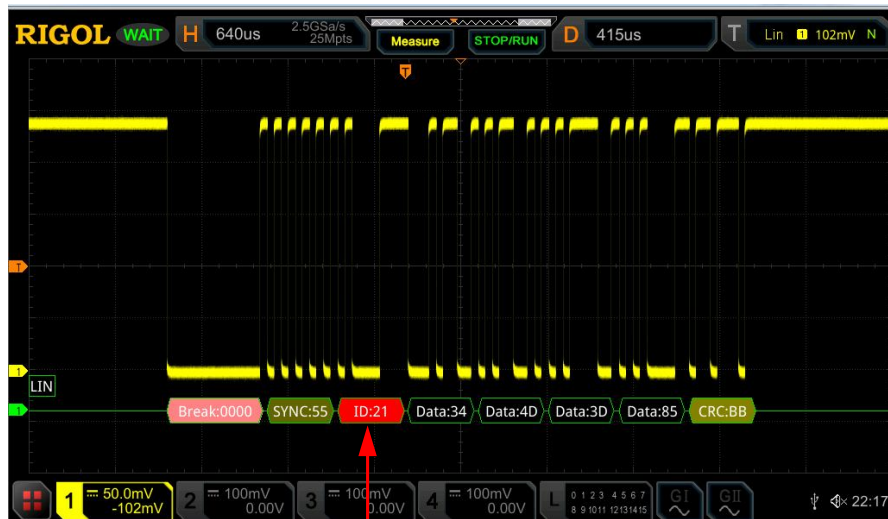 RIGOL WAIT H 640us 2.5GSa/s 25Mpts Measure STOP/RUN D 415us T Lin 1 102mV N
T
T
1
LIN
1 Break:0000 SYNC:55 ID:21 Data:34 Data:4D Data:3D Data:85 CRC:BB
1 50.0mV -102mV 2 100mV 0.00V 3 100mV 0.00V 4 100mV 0.00V L 0 1 2 3 4 5 6 7 8 9 10 11 12 13 14 15 GI GII 22:17